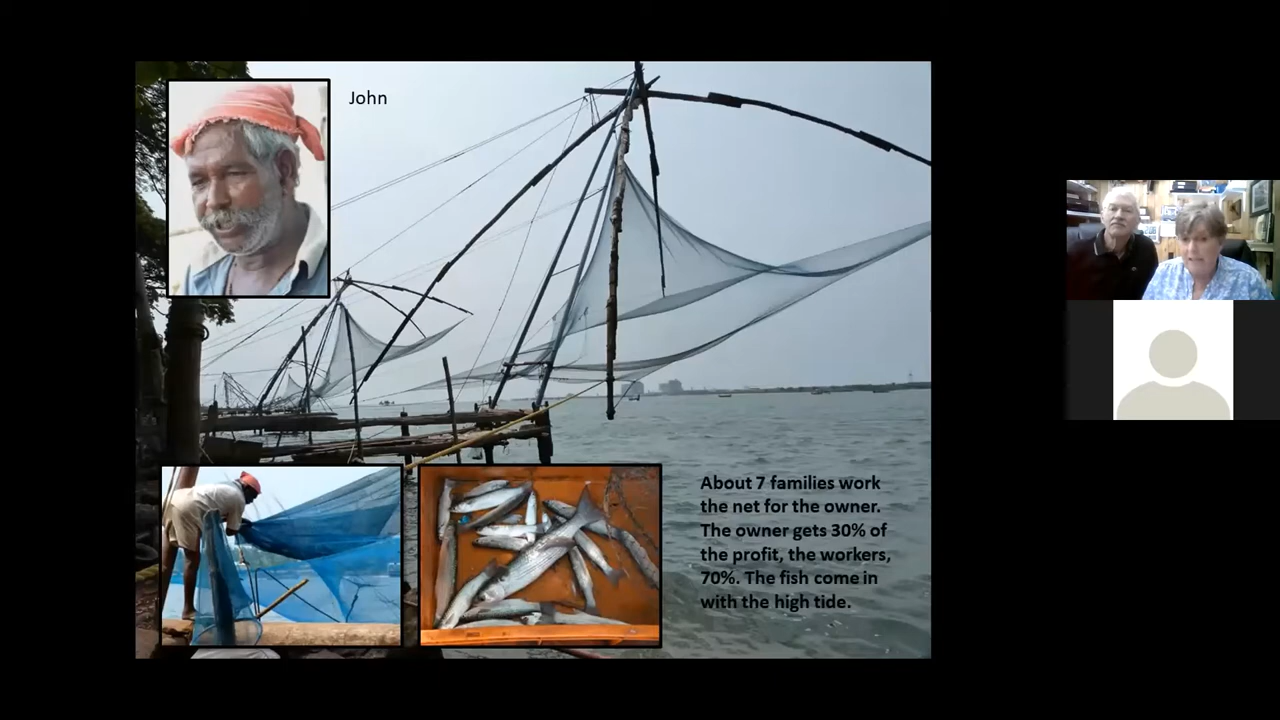 John
About 7 families work
the net for the owner.
The owner gets 30% of
the profit, the workers,
70%. The fish come in
with the high tide.